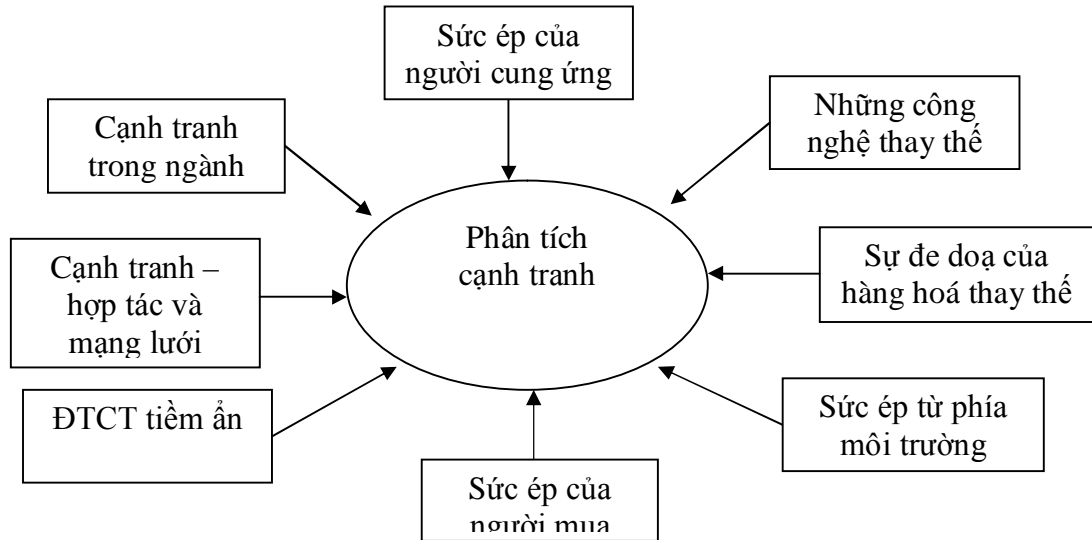 Sức ép của
người cung ứng
Những công
nghệ thay thế
Cạnh tranh
trong ngành
Phân tích
cạnh tranh
Sự đe doạ của
hàng hoá thay thế
Cạnh tranh –
hợp tác và
mạng lưới
ĐTCT tiềm ẩn
Sức ép từ phía
môi trường
Sức ép của
người mua